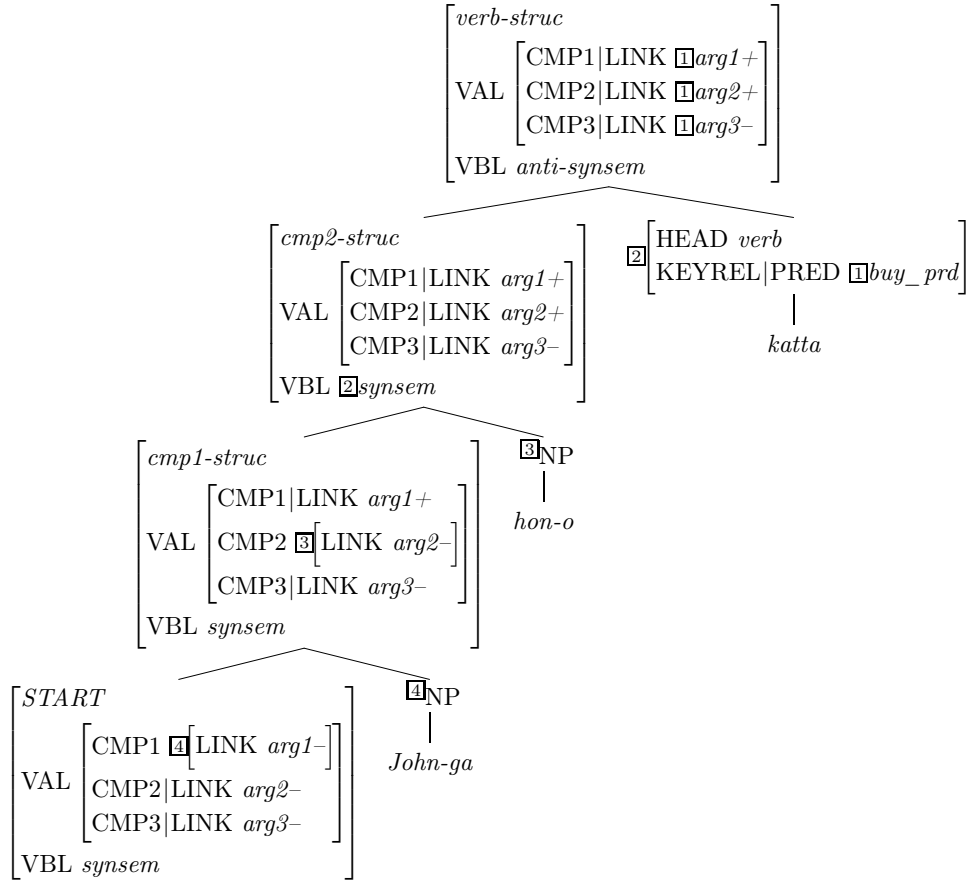 verb-struc
VAL
CMP1|LINK 1 arg1+
CMP2|LINK 1 arg2+
CMP3|LINK 1 arg3–
VBL anti-synsem
cmp2-struc
VAL
CMP1|LINK arg1+
CMP2|LINK arg2+
CMP3|LINK arg3–
VBL 2 synsem
2
HEAD verb
KEYREL|PRED 1 buy_prd
katta
cmp1-struc
VAL
CMP1|LINK arg1+
CMP2 3 [LINK arg2–]
CMP3|LINK arg3–
VBL synsem
3 NP
hon-o
START
VAL
CMP1 4 [LINK arg1–]
CMP2|LINK arg2–
CMP3|LINK arg3–
VBL synsem
4 NP
John-ga